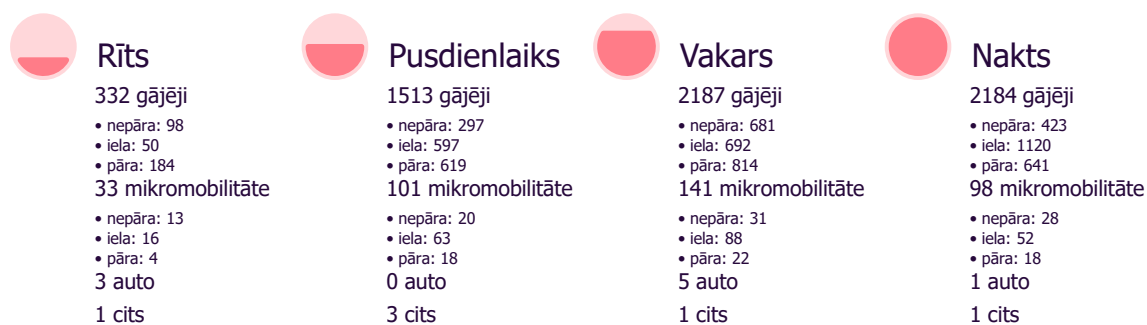 Rīts
332 gājēji
• nepāra: 98
• iela: 50
• pāra: 184
33 mikromobilitāte
• nepāra: 13
• iela: 16
• pāra: 4
3 auto
1 cits
Pusdienlaiks
1513 gājēji
• nepāra: 297
• iela: 597
• pāra: 619
101 mikromobilitāte
• nepāra: 20
• iela: 63
• pāra: 18
0 auto
3 cits
Vakars
2187 gājēji
• nepāra: 681
• iela: 692
• pāra: 814
141 mikromobilitāte
• nepāra: 31
• iela: 88
• pāra: 22
5 auto
1 cits
Nakts
2184 gājēji
• nepāra: 423
• iela: 1120
• pāra: 641
98 mikromobilitāte
• nepāra: 28
• iela: 52
• pāra: 18
1 auto
1 cits